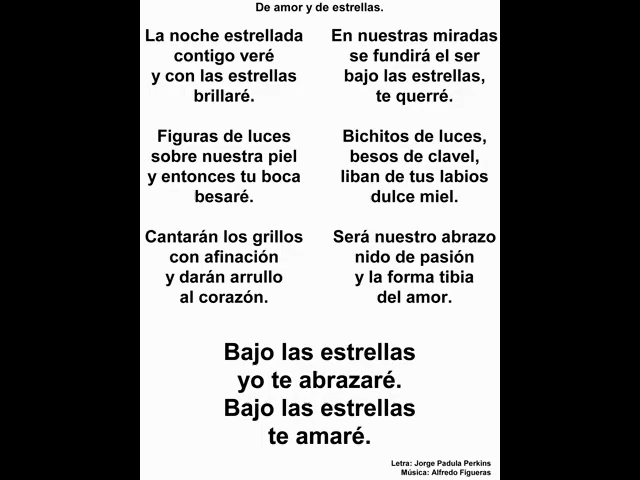 De amor y de estrellas.
La noche estrellada
contigo veré
y con las estrellas
brillaré.
Figuras de luces
sobre nuestra piel
y entonces tu boca
besaré.
Cantarán los grillos
con afinación
y darán arrullo
al corazón.
En nuestras miradas
se fundirá el ser
bajo las estrellas,
te querré.
Bichitos de luces,
besos de clavel,
liban de tus labios
dulce miel.
Será nuestro abrazo
nido de pasión
y la forma tibia
del amor.
Bajo las estrellas
yo te abrazaré.
Bajo las estrellas
te amaré.
Letra: Jorge Padula Perkins
Música: Alfredo Figueras